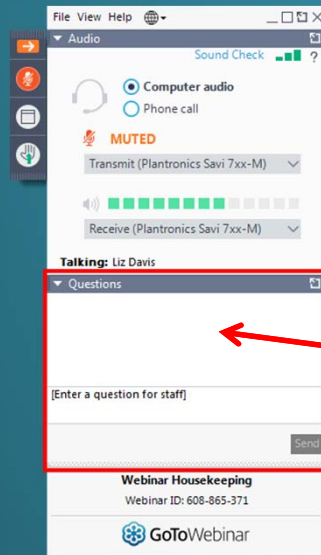 File View Help
Audio
Sound Check ?
Computer audio
Phone call
MUTED
Transmit (Plantronics Savi 7xx-M)
Receive (Plantronics Savi 7xx-M)
Talking: Liz Davis
Questions
[Enter a question for staff]
Send
Webinar Housekeeping
Webinar ID: 608-865-371
GoToWebinar